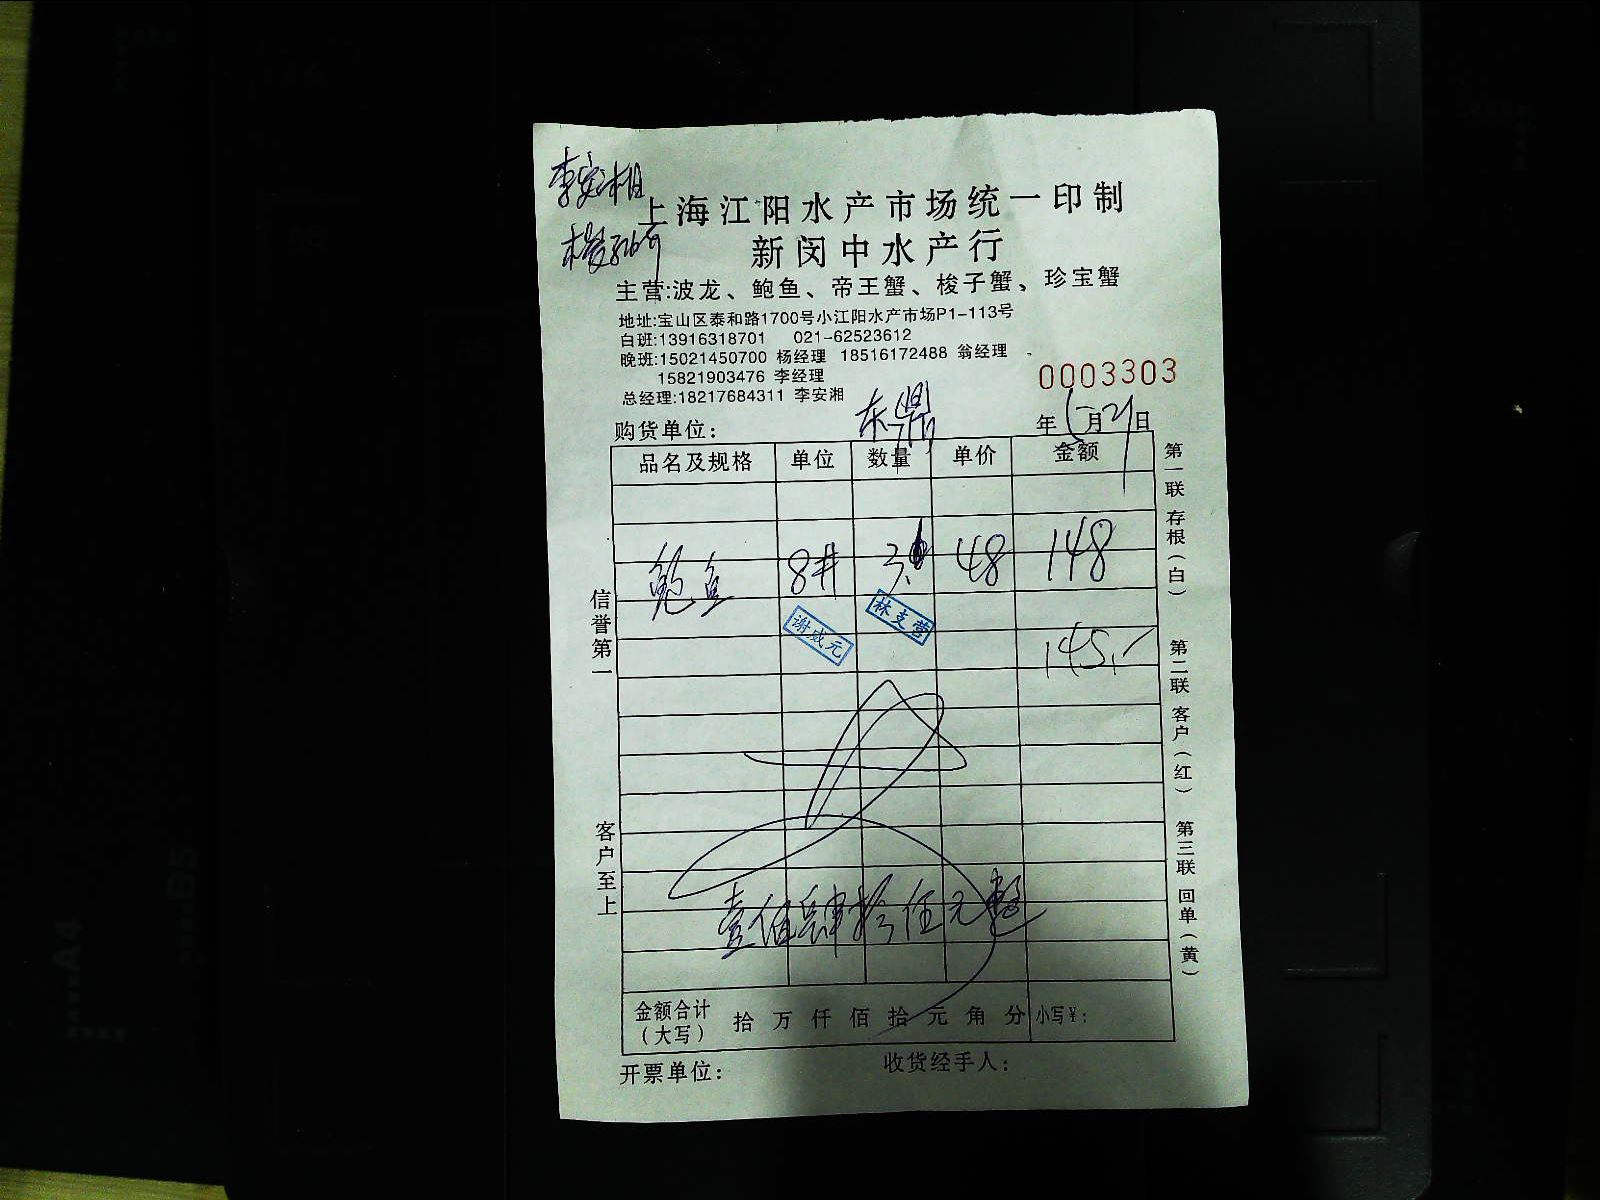 李安湘
上海江阳水产市场统一印制
新闵中水产行
主营:波龙、鲍鱼、帝王蟹、梭子蟹、珍宝蟹
地址:宝山区泰和路1700号小江阳水产市场P1-113号
白班:13916318701 021-62523612
晚班:15021450700 杨经理 18516172488 翁经理
15821903476 李经理
总经理:18217684311 李安湘
0003303
购货单位: 东鼎 年 月 日
品名及规格 单位 数量 单价 金额
鲍鱼 8# 48 148
谢威元 林支营
145.
壹佰肆拾伍元整
金额合计(大写) 拾 万 仟 佰 拾 元 角 分 小写¥:
开票单位: 收货经手人:
信誉第一
客户至上
第一联 存根(白)
第二联 客户(红)
第三联 回单(黄)